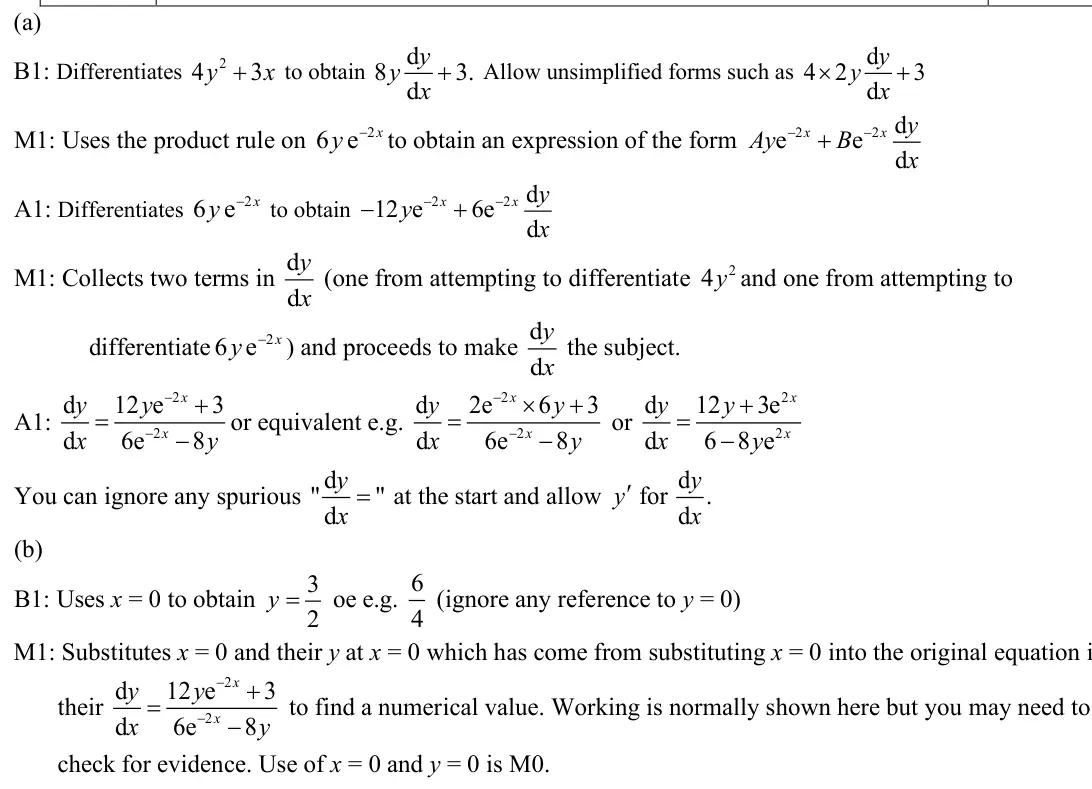 (a)
B1: Differentiates 4y² + 3x to obtain 8y dy/dx + 3. Allow unsimplified forms such as 4 × 2y dy/dx + 3
M1: Uses the product rule on 6ye⁻²ˣ to obtain an expression of the form Aye⁻²ˣ + Be⁻²ˣ dy/dx
A1: Differentiates 6ye⁻²ˣ to obtain −12ye⁻²ˣ + 6e⁻²ˣ dy/dx
M1: Collects two terms in dy/dx (one from attempting to differentiate 4y² and one from attempting to
differentiate 6ye⁻²ˣ) and proceeds to make dy/dx the subject.
A1: dy/dx = (12ye⁻²ˣ + 3)/(6e⁻²ˣ − 8y) or equivalent e.g. dy/dx = (2e⁻²ˣ × 6y + 3)/(6e⁻²ˣ − 8y) or dy/dx = (12y + 3e²ˣ)/(6 − 8ye²ˣ)
You can ignore any spurious "dy/dx =" at the start and allow y′ for dy/dx.
(b)
B1: Uses x = 0 to obtain y = 3/2 oe e.g. 6/4 (ignore any reference to y = 0)
M1: Substitutes x = 0 and their y at x = 0 which has come from substituting x = 0 into the original equation
their dy/dx = (12ye⁻²ˣ + 3)/(6e⁻²ˣ − 8y) to find a numerical value. Working is normally shown here but you may need to
check for evidence. Use of x = 0 and y = 0 is M0.